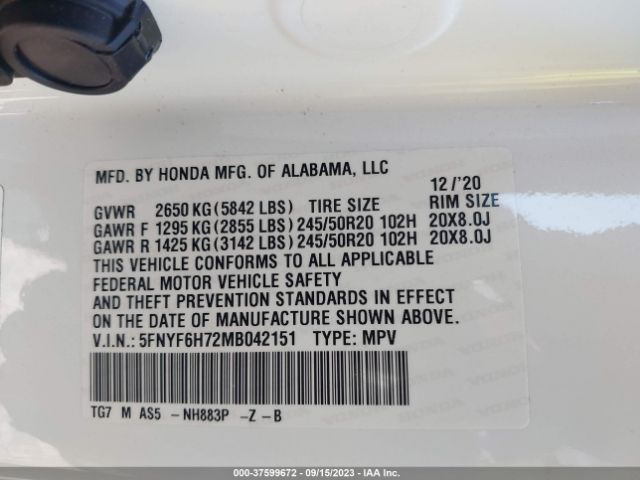 MFD. BY HONDA MFG. OF ALABAMA, LLC 12/'20
GVWR 2650 KG (5842 LBS) TIRE SIZE RIM SIZE
GAWR F 1295 KG (2855 LBS) 245/50R20 102H 20X8.0J
GAWR R 1425 KG (3142 LBS) 245/50R20 102H 20X8.0J
THIS VEHICLE CONFORMS TO ALL APPLICABLE
FEDERAL MOTOR VEHICLE SAFETY
AND THEFT PREVENTION STANDARDS IN EFFECT
ON THE DATE OF MANUFACTURE SHOWN ABOVE.
V.I.N.: 5FNYF6H72MB042151 TYPE: MPV
TG7 M AS5 -NH883P -Z -B
000-37599672 - 09/15/2023 - IAA Inc.